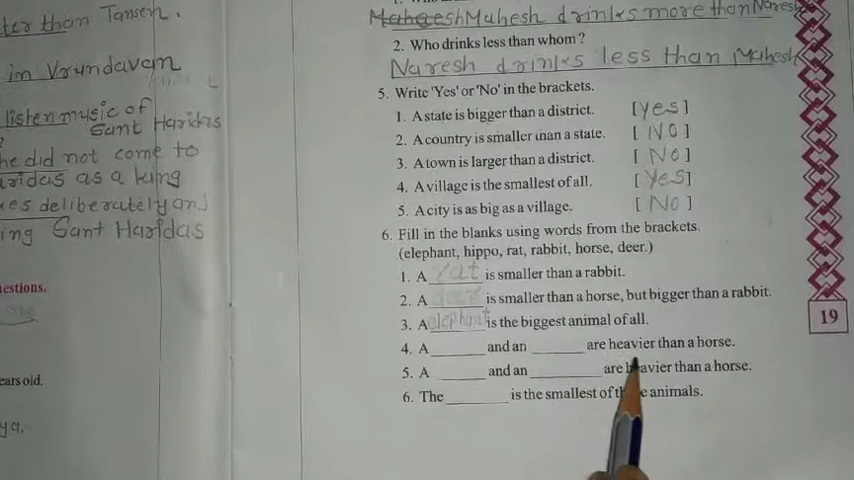 ter than Tansen.
in Vrundavan
listen music of
Sant Haridas
he did not come to
aridas as a king
es deliberately and
ing Sant Haridas
estions.
ears old.
ya.
Mahesh drinks more than Naresh
2. Who drinks less than whom?
Naresh drinks less than Mahesh
5. Write 'Yes' or 'No' in the brackets.
1. A state is bigger than a district. [Yes]
2. A country is smaller than a state. [No]
3. A town is larger than a district. [No]
4. A village is the smallest of all. [Yes]
5. A city is as big as a village. [No]
6. Fill in the blanks using words from the brackets.
(elephant, hippo, rat, rabbit, horse, deer.)
1. A rat is smaller than a rabbit.
2. A deer is smaller than a horse, but bigger than a rabbit.
3. A elephant is the biggest animal of all.
4. A ______ and an ______ are heavier than a horse.
5. A ______ and an ______ are heavier than a horse.
6. The ______ is the smallest of animals.
19